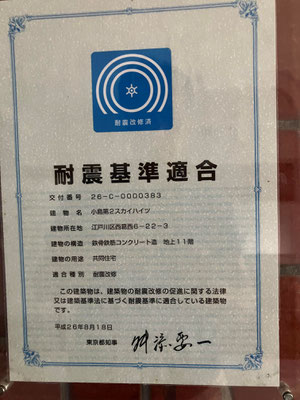 耐震改修済
耐震基準適合
交付番号 26-C-0000383
建物名 小島第2スカイハイツ
建物所在地 江戸川区西葛西6-22-3
建物の構造 鉄骨鉄筋コンクリート造 地上11階
建物の用途 共同住宅
適合種別 耐震改修
この建築物は、建築物の耐震改修の促進に関する法律
又は建築基準法に基づく耐震基準に適合している建築物
です。
平成26年8月18日
東京都知事 舛添要一